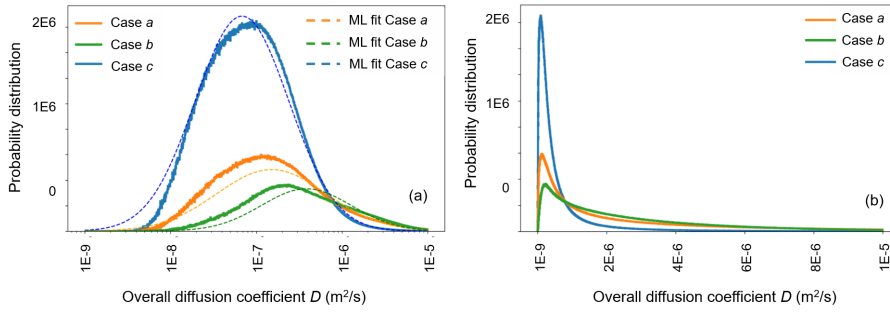 Probability distribution
2E6
1E6
0
Case a
Case b
Case c
ML fit Case a
ML fit Case b
ML fit Case c
(a)
1E-9
1E-8
1E-7
1E-6
1E-5
Overall diffusion coefficient D (m²/s)
Probability distribution
2E6
1E6
0
Case a
Case b
Case c
(b)
1E-9
2E-6
4E-6
6E-6
8E-6
1E-5
Overall diffusion coefficient D (m²/s)